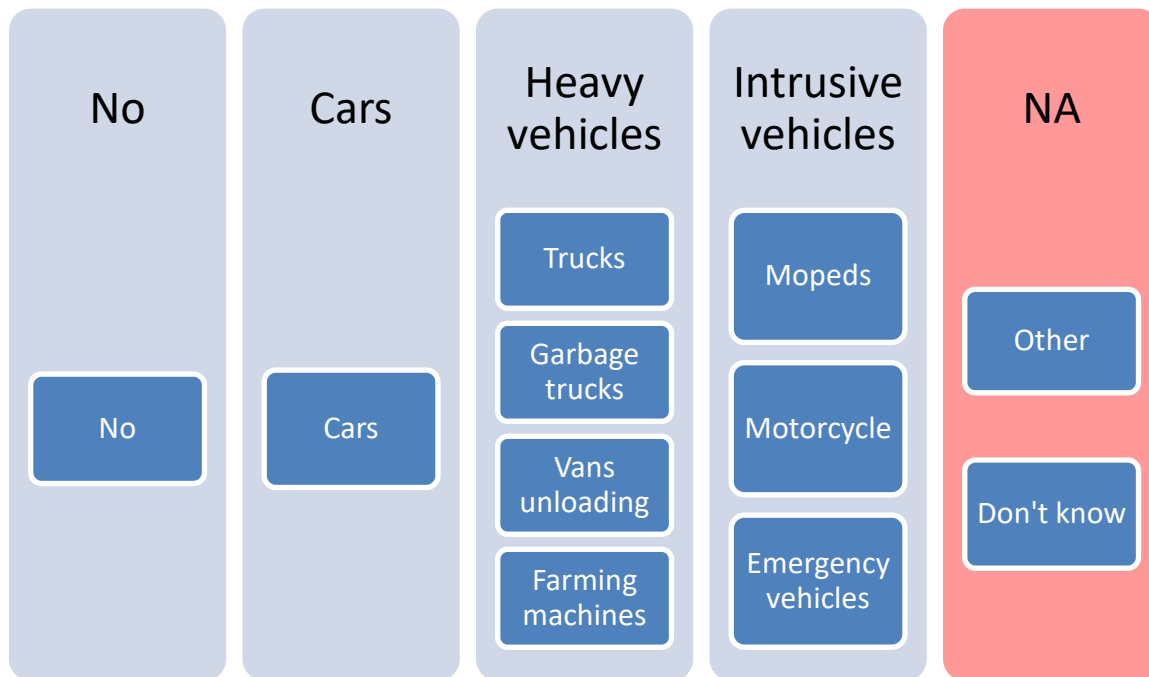 No
No
Cars
Cars
Heavy
vehicles
Trucks
Garbage
trucks
Vans
unloading
Farming
machines
Intrusive
vehicles
Mopeds
Motorcycle
Emergency
vehicles
NA
Other
Don't know